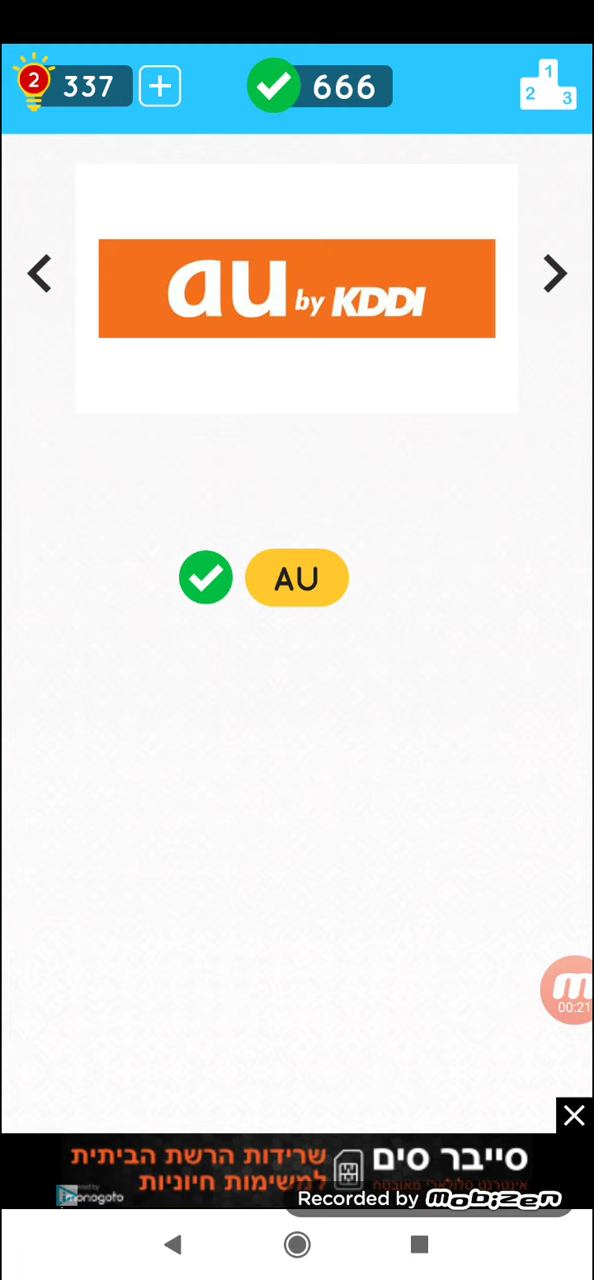 2 337 + 666
1
2 3
au by KDDI
AU
00:21
סייבר סים
שרידות הרשת הביתית
למשימות חיוניות
monogoto
Recorded by mobizen